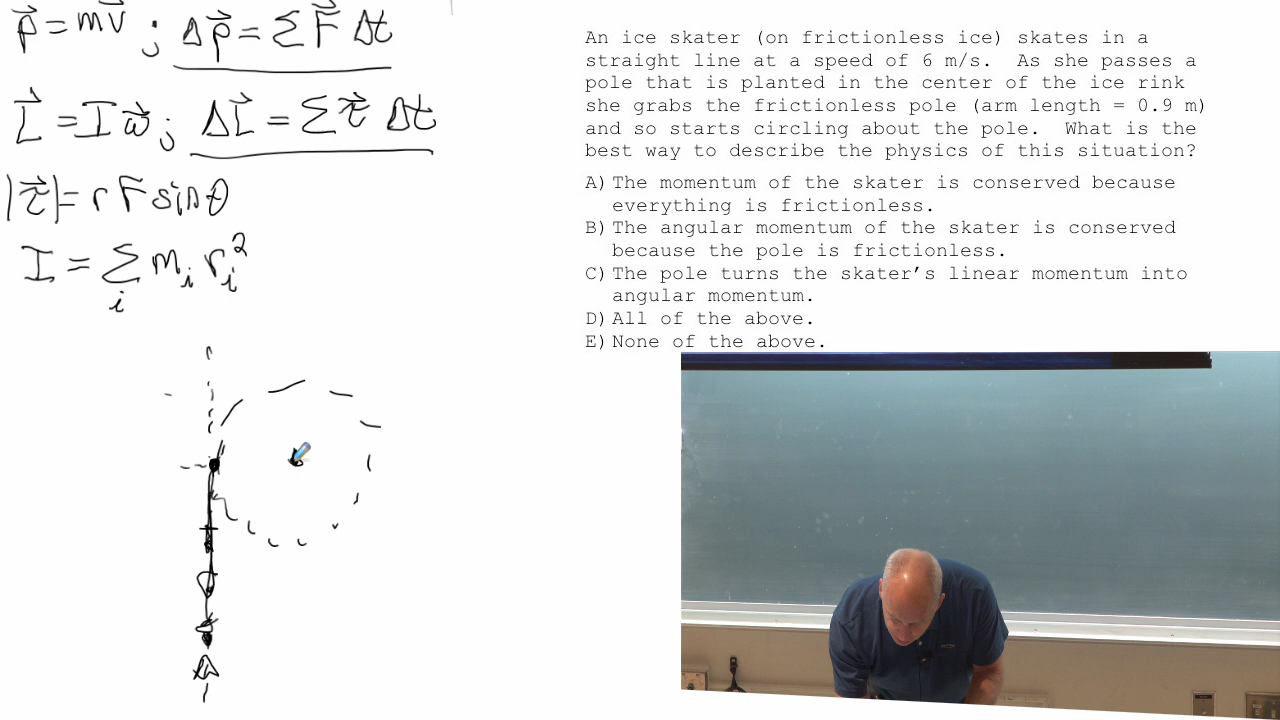 p⃗ = mv⃗ ; Δp⃗ = ΣF⃗ Δt
L⃗ = Iω⃗ ; ΔL⃗ = Στ⃗ Δt
|τ⃗| = rFsinθ
I = Σ_i m_i r_i²
An ice skater (on frictionless ice) skates in a
straight line at a speed of 6 m/s. As she passes a
pole that is planted in the center of the ice rink
she grabs the frictionless pole (arm length = 0.9 m)
and so starts circling about the pole. What is the
best way to describe the physics of this situation?
A) The momentum of the skater is conserved because
everything is frictionless.
B) The angular momentum of the skater is conserved
because the pole is frictionless.
C) The pole turns the skater’s linear momentum into
angular momentum.
D) All of the above.
E) None of the above.